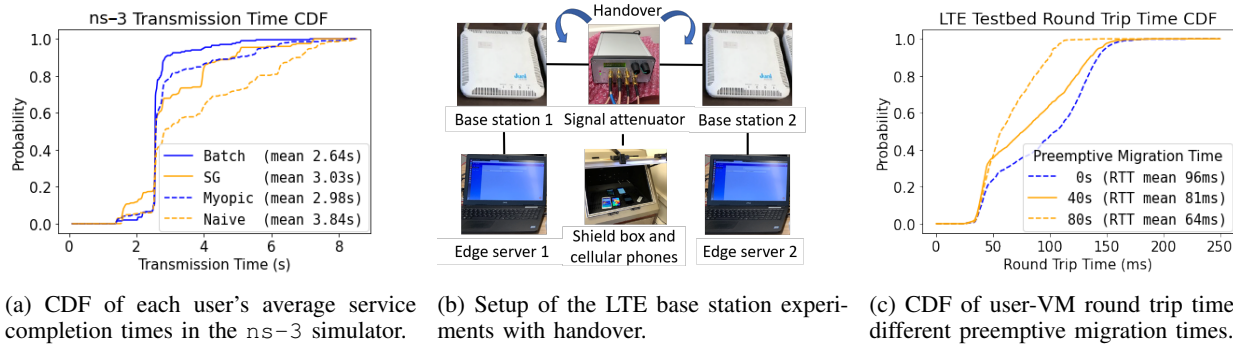 ns-3 Transmission Time CDF
1.0
0.8
0.6
0.4
0.2
0.0
Probability
Batch (mean 2.64s)
SG (mean 3.03s)
Myopic (mean 2.98s)
Naive (mean 3.84s)
0 2 4 6 8
Transmission Time (s)
(a) CDF of each user's average service
completion times in the ns-3 simulator.
Handover
Base station 1
Signal attenuator
Base station 2
Edge server 1
Shield box and
cellular phones
Edge server 2
(b) Setup of the LTE base station experi-
ments with handover.
LTE Testbed Round Trip Time CDF
1.0
0.8
0.6
0.4
0.2
0.0
Probability
Preemptive Migration Time
0s (RTT mean 96ms)
40s (RTT mean 81ms)
80s (RTT mean 64ms)
0 50 100 150 200 250
Round Trip Time (ms)
(c) CDF of user-VM round trip time
different preemptive migration times.